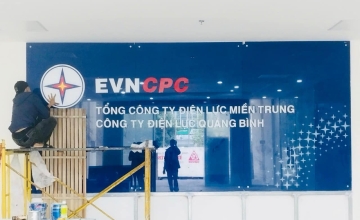 EVNCPC
TỔNG CÔNG TY ĐIỆN LỰC MIỀN TRUNG
CÔNG TY ĐIỆN LỰC QUẢNG BÌNH